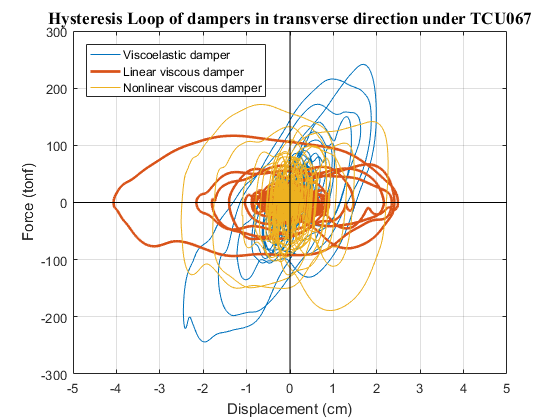 Hysteresis Loop of dampers in transverse direction under TCU067
300
200
100
0
-100
-200
-300
Force (tonf)
Viscoelastic damper
Linear viscous damper
Nonlinear viscous damper
-5 -4 -3 -2 -1 0 1 2 3 4 5
Displacement (cm)